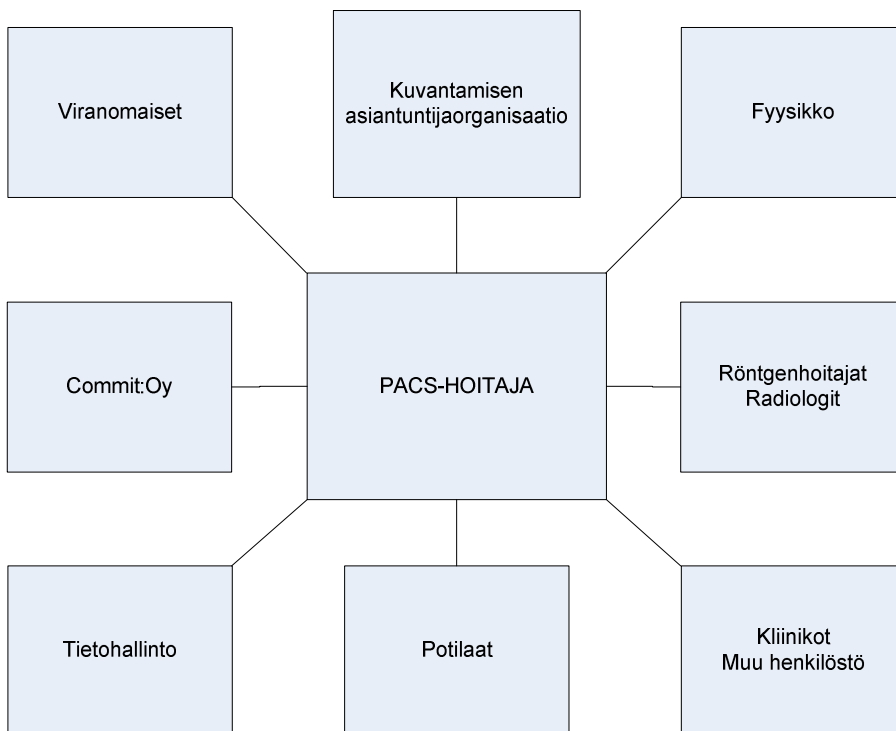 Viranomaiset
Kuvantamisen
asiantuntijaorganisaatio
Fyysikko
Commit:Oy
PACS-HOITAJA
Röntgenhoitajat
Radiologit
Tietohallinto
Potilaat
Kliinikot
Muu henkilöstö